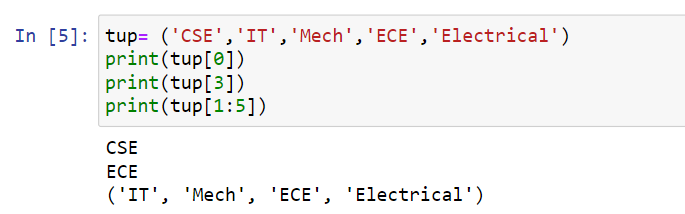 In [5]: tup= ('CSE','IT','Mech','ECE','Electrical')
print(tup[0])
print(tup[3])
print(tup[1:5])
CSE
ECE
('IT', 'Mech', 'ECE', 'Electrical')